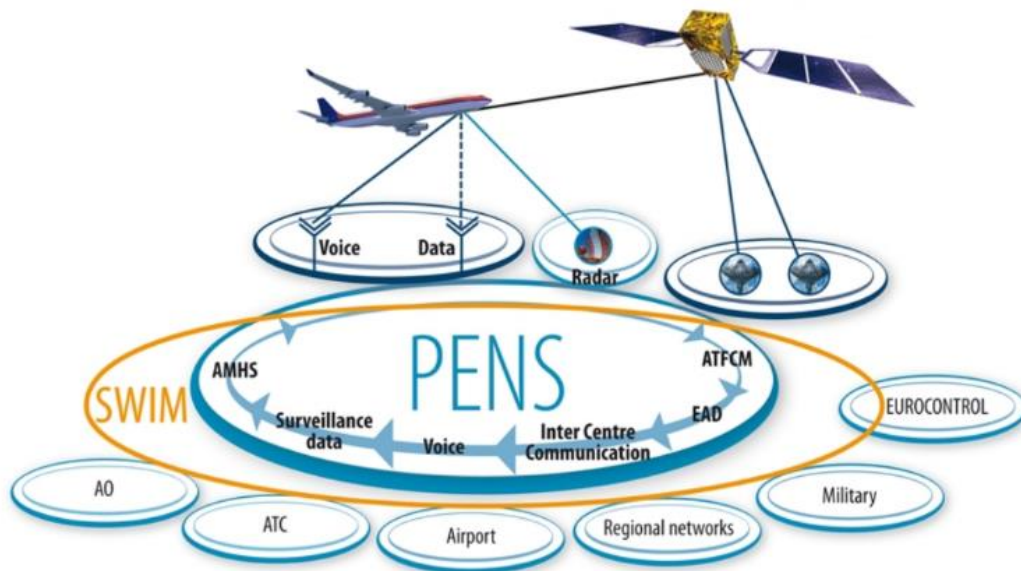 Voice
Data
Radar
PENS
SWIM
AMHS
ATFCM
Surveillance
data
Voice
Inter Centre
Communication
EAD
EUROCONTROL
AO
ATC
Airport
Regional networks
Military